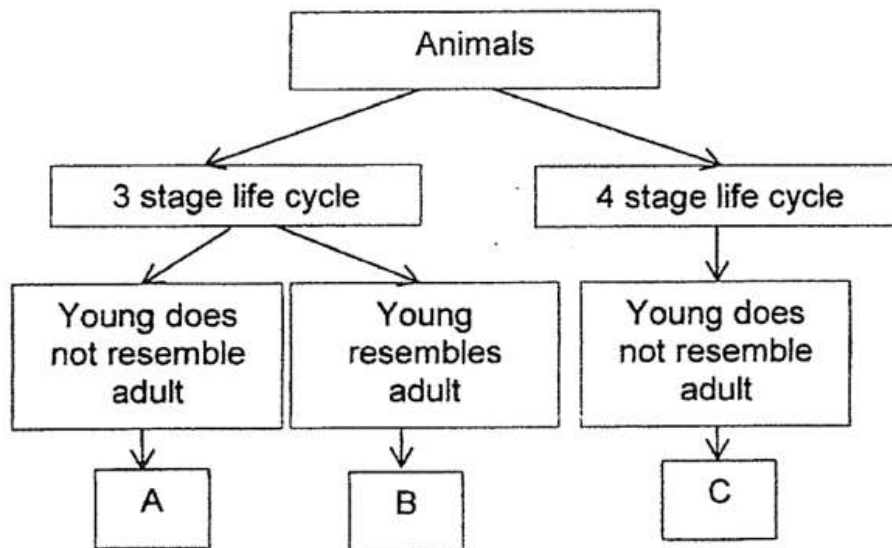 Animals
3 stage life cycle
4 stage life cycle
Young does
not resemble
adult
Young
resembles
adult
Young does
not resemble
adult
A
B
C